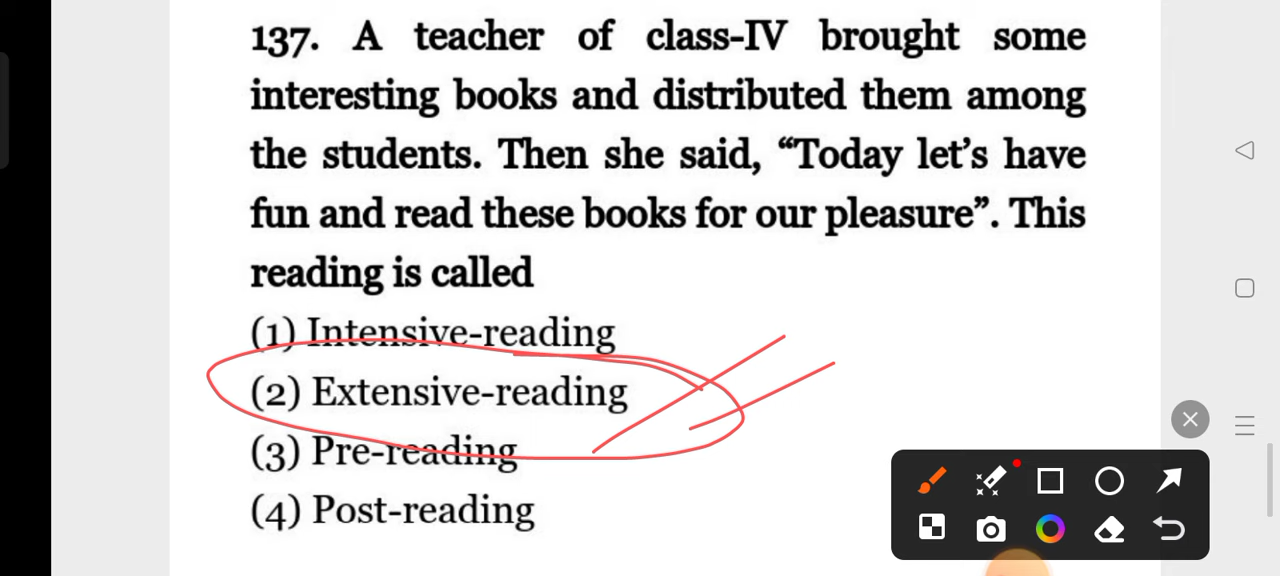 137. A teacher of class-IV brought some
interesting books and distributed them among
the students. Then she said, “Today let’s have
fun and read these books for our pleasure”. This
reading is called
(1) Intensive-reading
(2) Extensive-reading
(3) Pre-reading
(4) Post-reading